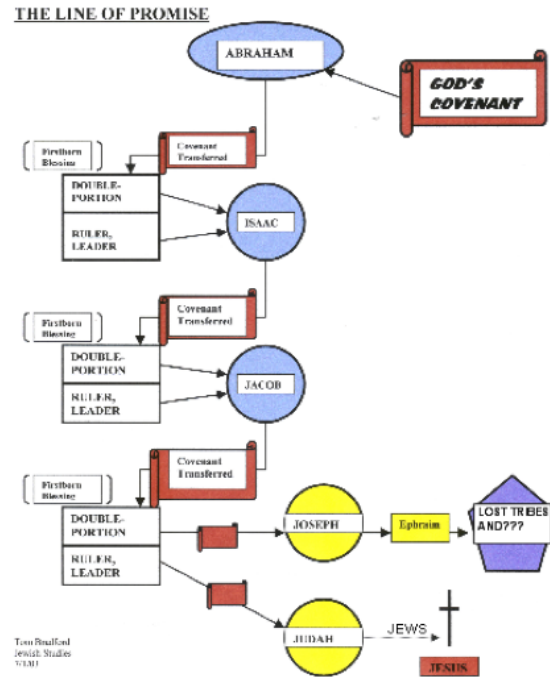 THE LINE OF PROMISE
ABRAHAM
GOD'S
COVENANT
Firstborn
Blessing
Covenant
Transferred
DOUBLE-
PORTION
RULER,
LEADER
ISAAC
Firstborn
Blessing
Covenant
Transferred
DOUBLE-
PORTION
RULER,
LEADER
JACOB
Firstborn
Blessing
Covenant
Transferred
DOUBLE-
PORTION
RULER,
LEADER
JOSEPH
Ephraim
LOST TRIBES
AND???
JUDAH
JEWS
JESUS
Tom Bradford
Jewish Studies